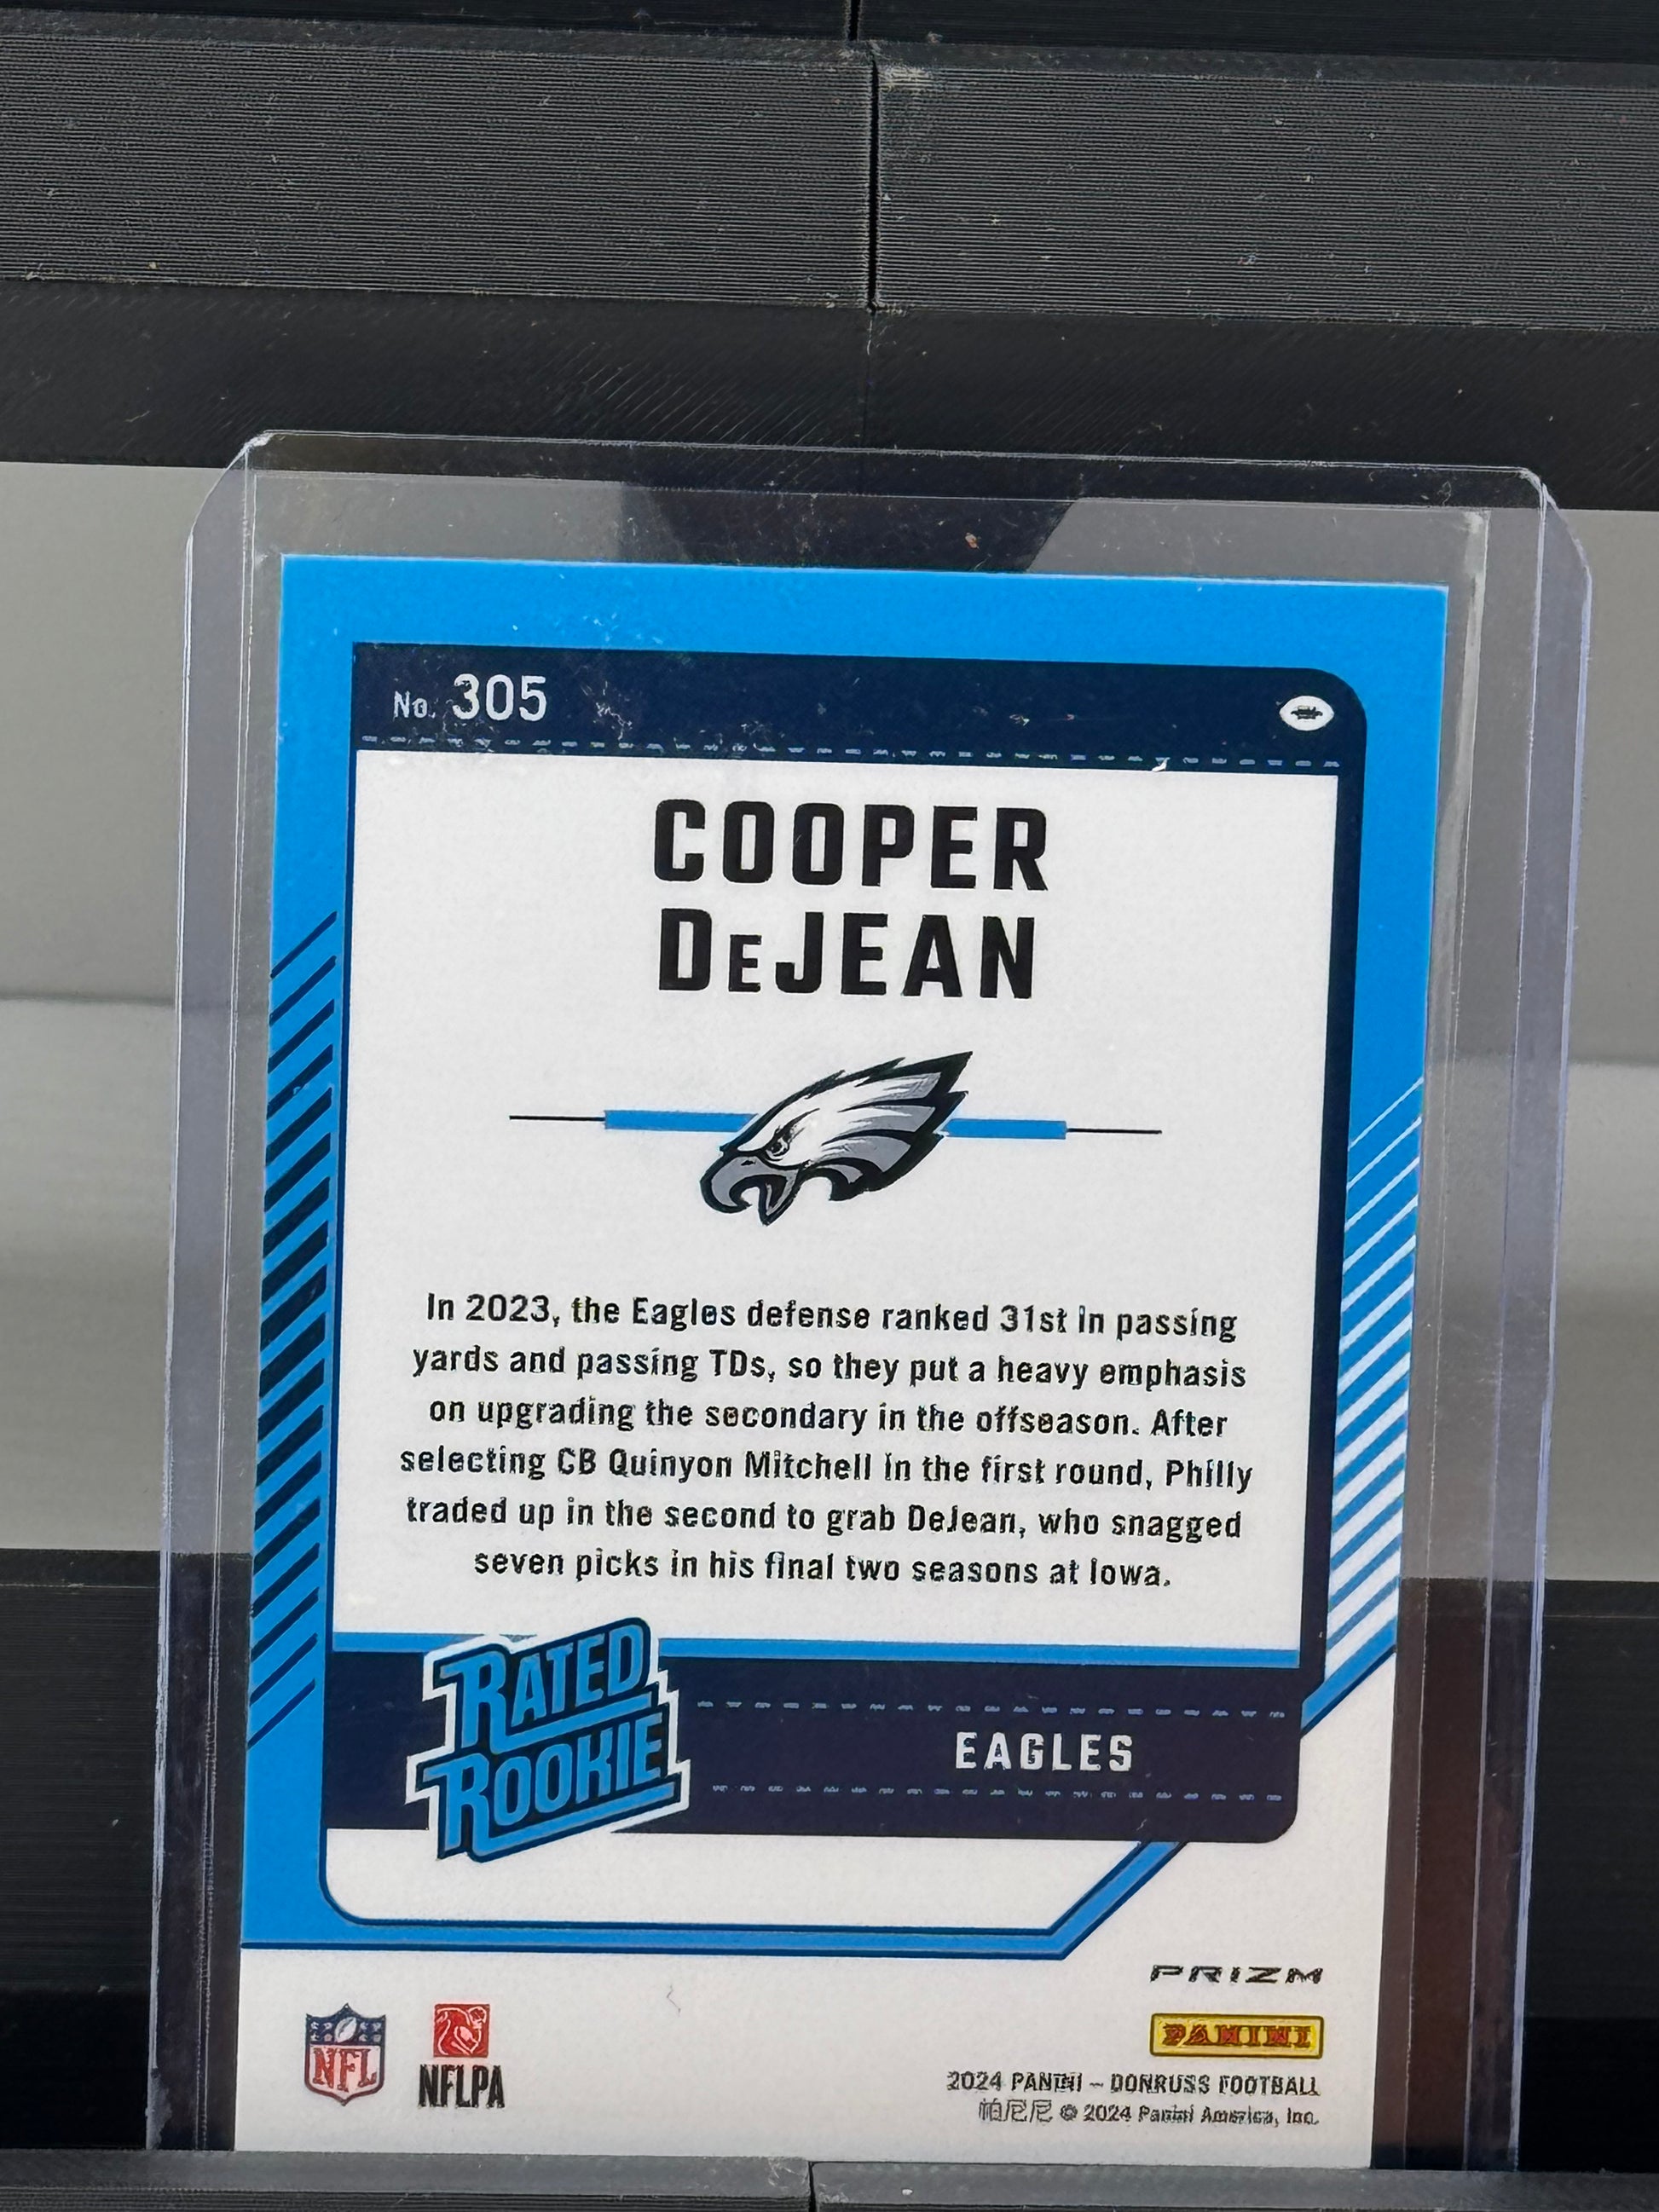 No. 305
COOPER
DeJEAN
In 2023, the Eagles defense ranked 31st in passing
yards and passing TDs, so they put a heavy emphasis
on upgrading the secondary in the offseason. After
selecting CB Quinyon Mitchell in the first round, Philly
traded up in the second to grab DeJean, who snagged
seven picks in his final two seasons at Iowa.
RATED
ROOKIE
EAGLES
PRIZM
PANINI
NFL
NFLPA
2024 PANINI – DONRUSS FOOTBALL
帕尼尼 © 2024 Panini America, Inc.